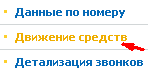 Данные по номеру
Движение средств
Детализация звонков